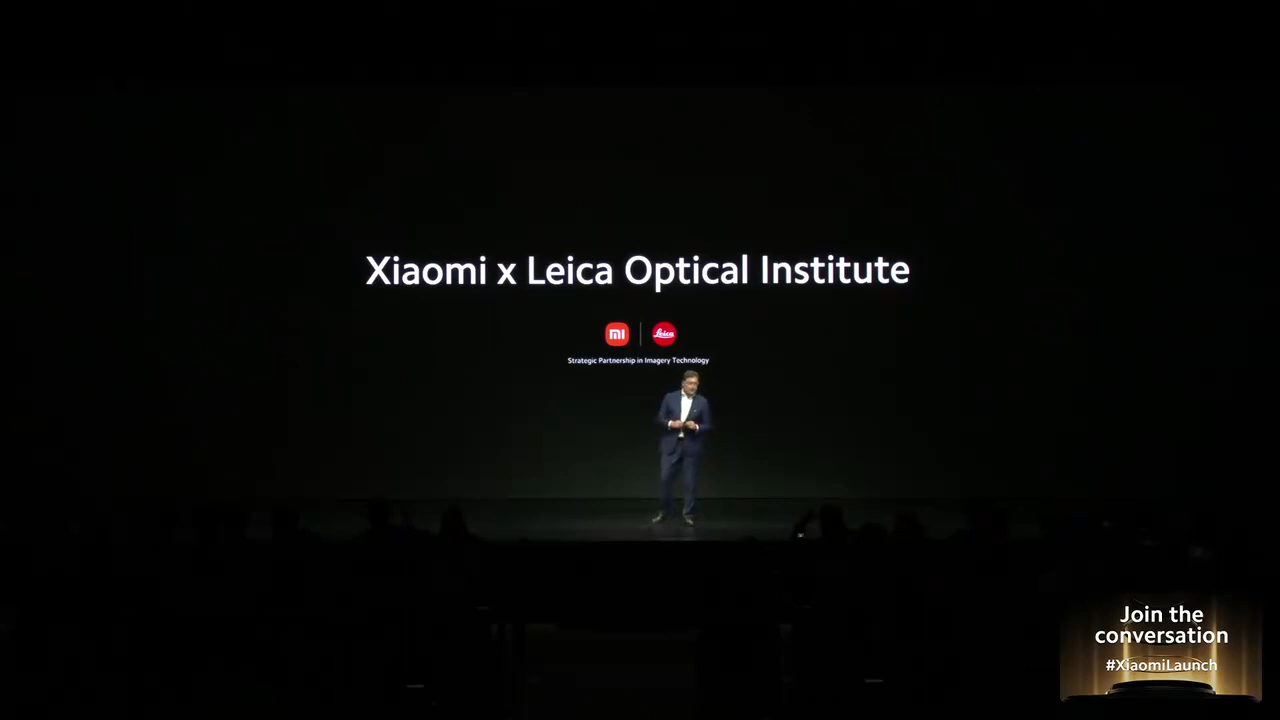 Xiaomi x Leica Optical Institute
mi
Leica
Strategic Partnership in Imagery Technology
Join the
conversation
#XiaomiLaunch